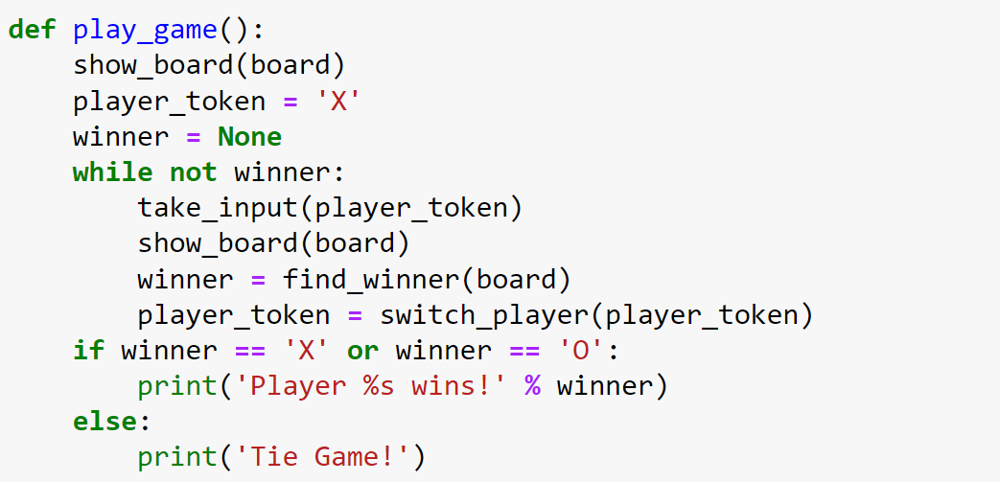 def play_game():
    show_board(board)
    player_token = 'X'
    winner = None
    while not winner:
        take_input(player_token)
        show_board(board)
        winner = find_winner(board)
        player_token = switch_player(player_token)
    if winner == 'X' or winner == 'O':
        print('Player %s wins!' % winner)
    else:
        print('Tie Game!')